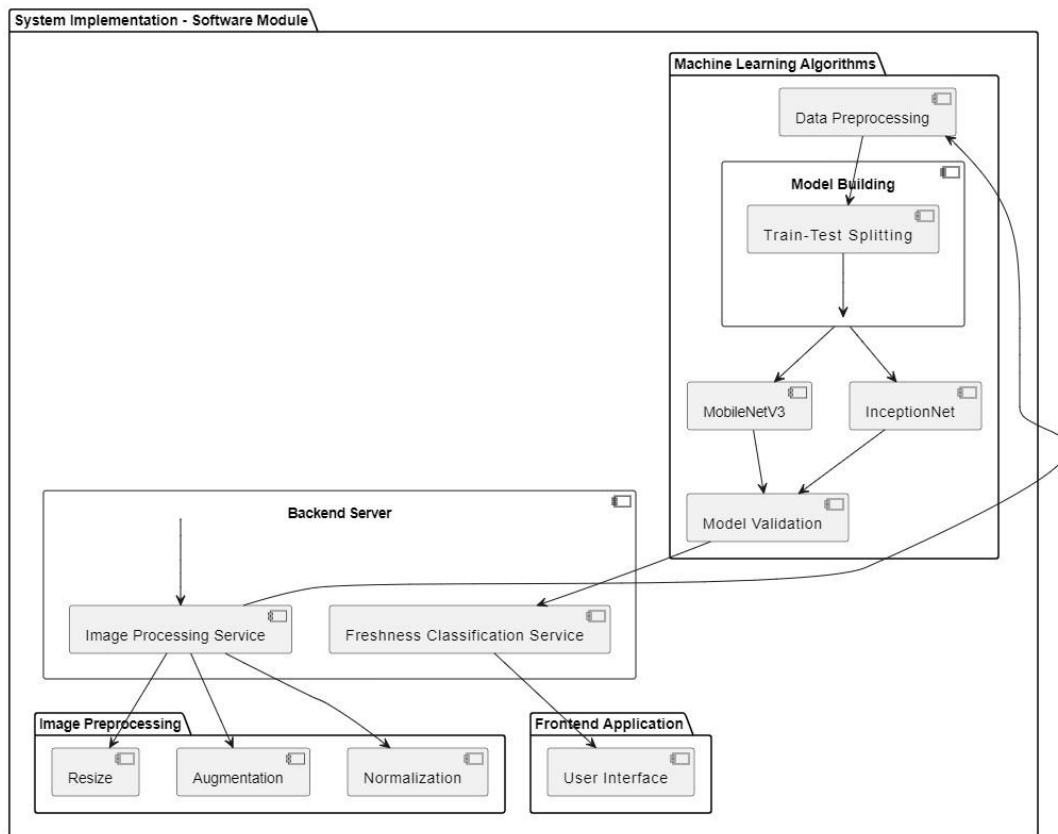 System Implementation - Software Module
Machine Learning Algorithms
Data Preprocessing
Model Building
Train-Test Splitting
MobileNetV3
InceptionNet
Model Validation
Backend Server
Image Processing Service
Freshness Classification Service
Image Preprocessing
Resize
Augmentation
Normalization
Frontend Application
User Interface